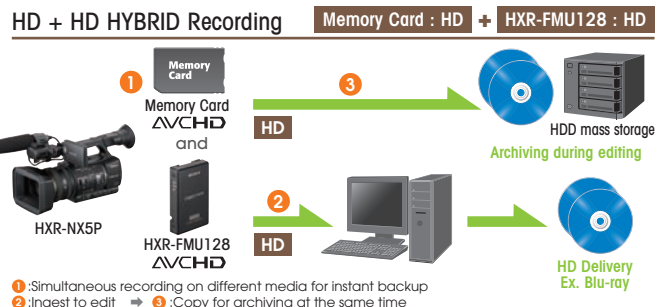 HD + HD HYBRID Recording
Memory Card : HD + HXR-FMU128 : HD
1
Memory
Card
Memory Card
AVCHD
and
HXR-NX5P
HXR-FMU128
AVCHD
3
HD
HDD mass storage
Archiving during editing
2
HD
HD Delivery
Ex. Blu-ray
1 :Simultaneous recording on different media for instant backup
2 :Ingest to edit ➡ 3 :Copy for archiving at the same time